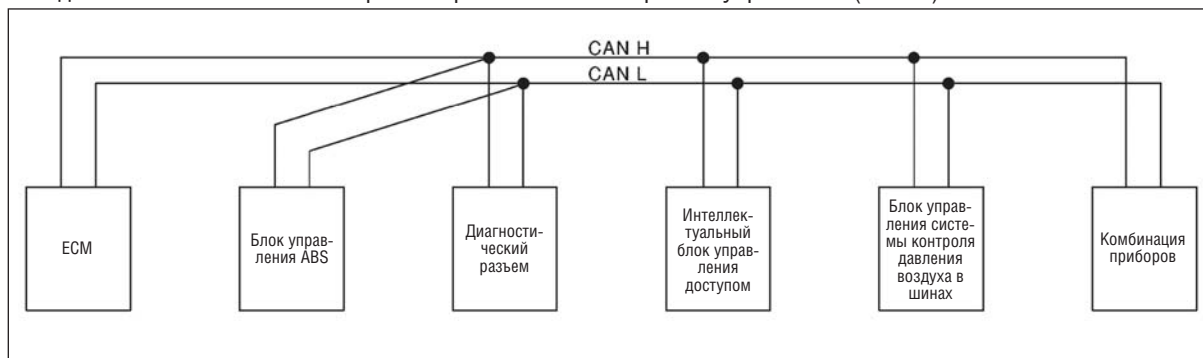 CAN H
CAN L
ECM
Блок управ-
ления ABS
Диагности-
ческий
разъем
Интеллек-
туальный
блок управ-
ления
доступом
Блок управ-
ления систе-
мы контроля
давления
воздуха в
шинах
Комбинация
приборов